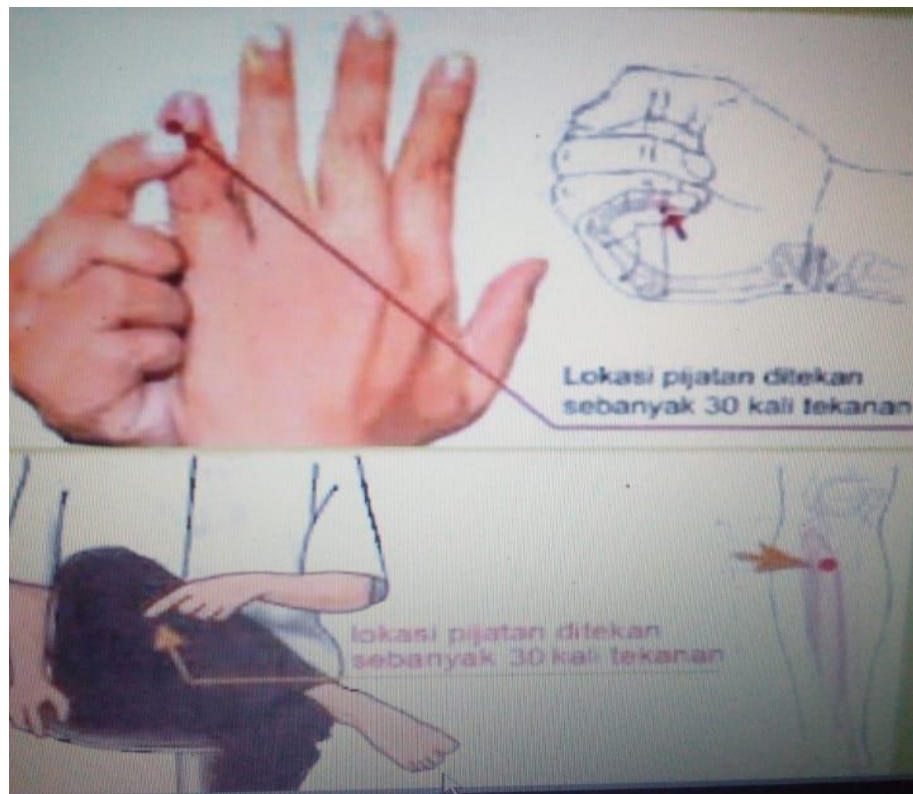 Lokasi pijatan ditekan
sebanyak 30 kali tekanan
lokasi pijatan ditekan
sebanyak 30 kali tekanan